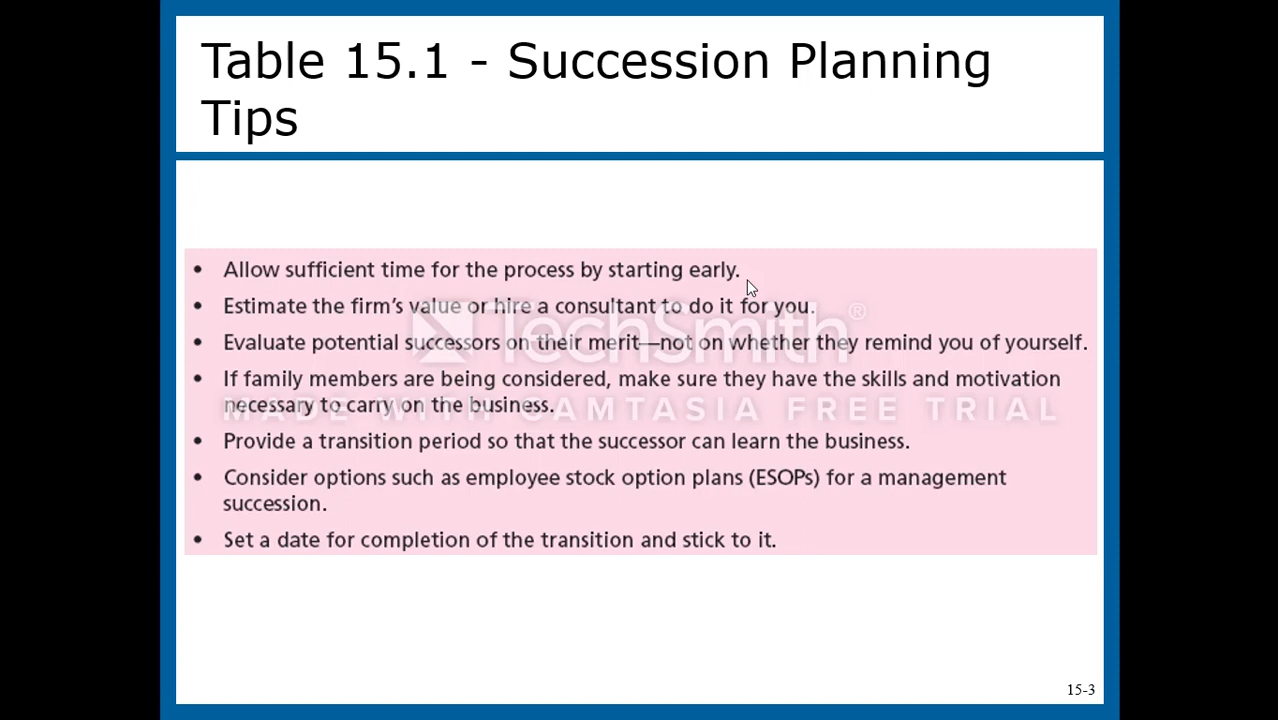 Table 15.1 - Succession Planning
Tips
• Allow sufficient time for the process by starting early.
• Estimate the firm's value or hire a consultant to do it for you.
• Evaluate potential successors on their merit—not on whether they remind you of yourself.
• If family members are being considered, make sure they have the skills and motivation
necessary to carry on the business.
• Provide a transition period so that the successor can learn the business.
• Consider options such as employee stock option plans (ESOPs) for a management
succession.
• Set a date for completion of the transition and stick to it.
TechSmith®
MADE WITH CAMTASIA FREE TRIAL
15-3